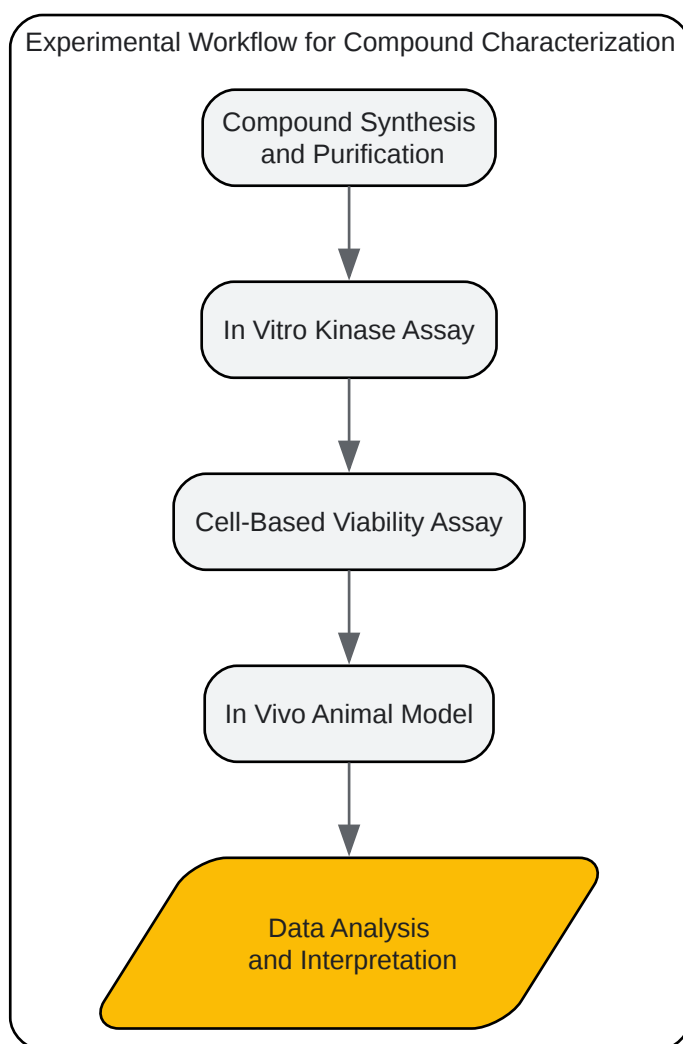 Experimental Workflow for Compound Characterization
Compound Synthesis
and Purification
In Vitro Kinase Assay
Cell-Based Viability Assay
In Vivo Animal Model
Data Analysis
and Interpretation